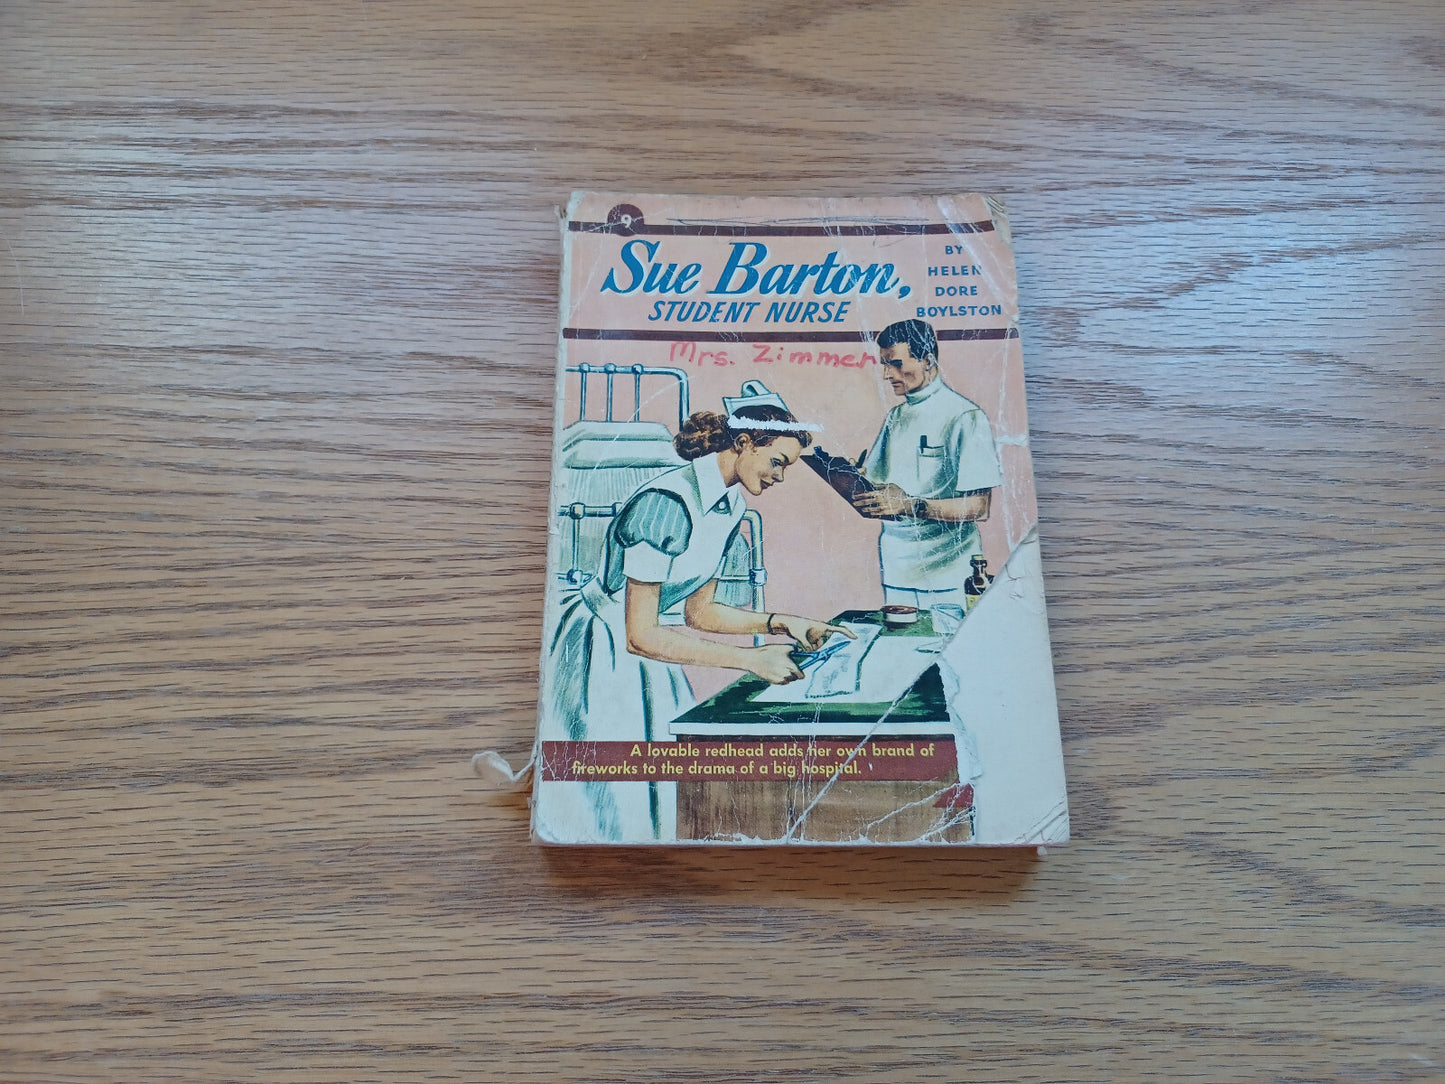 9
Sue Barton,
STUDENT NURSE
BY
HELEN
DORE
BOYLSTON
Mrs. Zimmer
A lovable redhead adds her own brand of
fireworks to the drama of a big hospital.